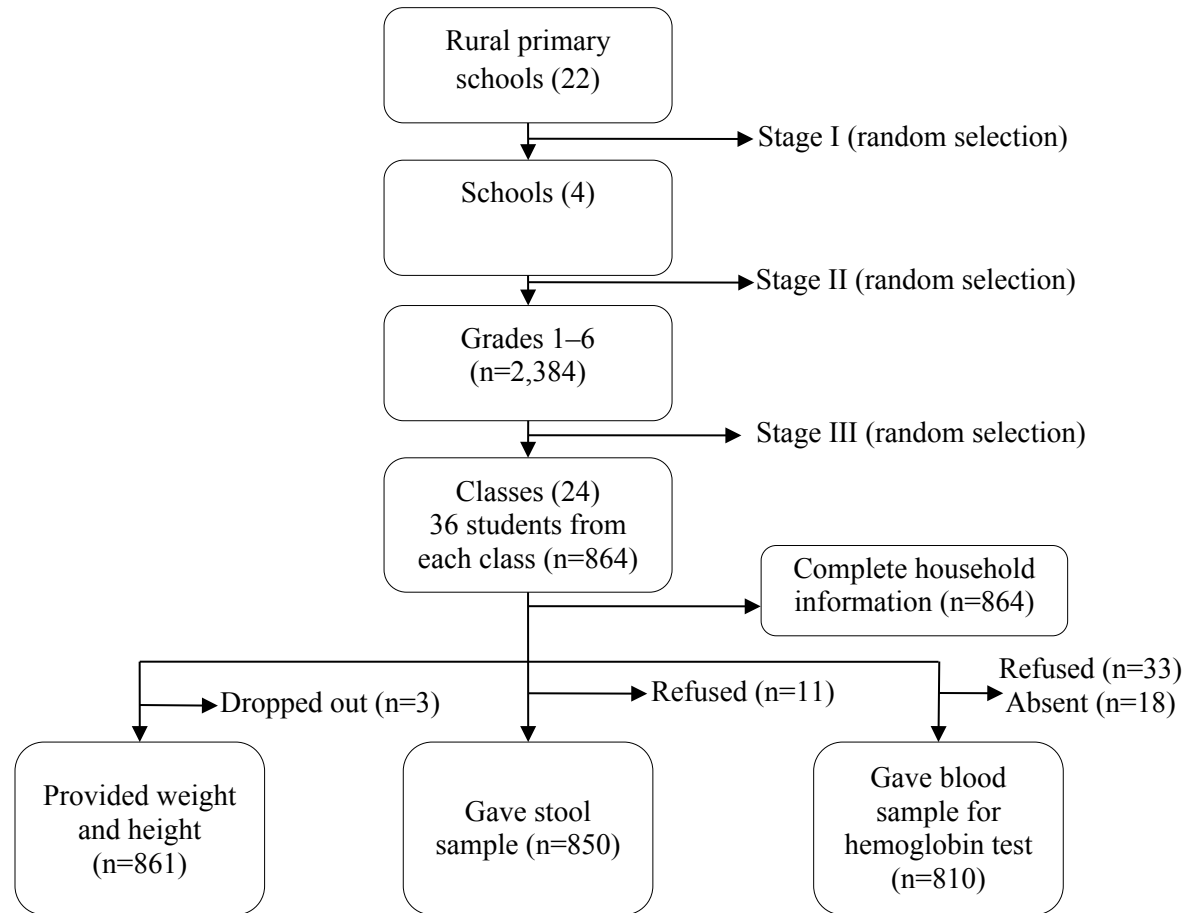 Rural primary
schools (22)
Stage I (random selection)
Schools (4)
Stage II (random selection)
Grades 1–6
(n=2,384)
Stage III (random selection)
Classes (24)
36 students from
each class (n=864)
Complete household
information (n=864)
Dropped out (n=3)
Refused (n=11)
Refused (n=33)
Absent (n=18)
Provided weight
and height
(n=861)
Gave stool
sample (n=850)
Gave blood
sample for
hemoglobin test
(n=810)